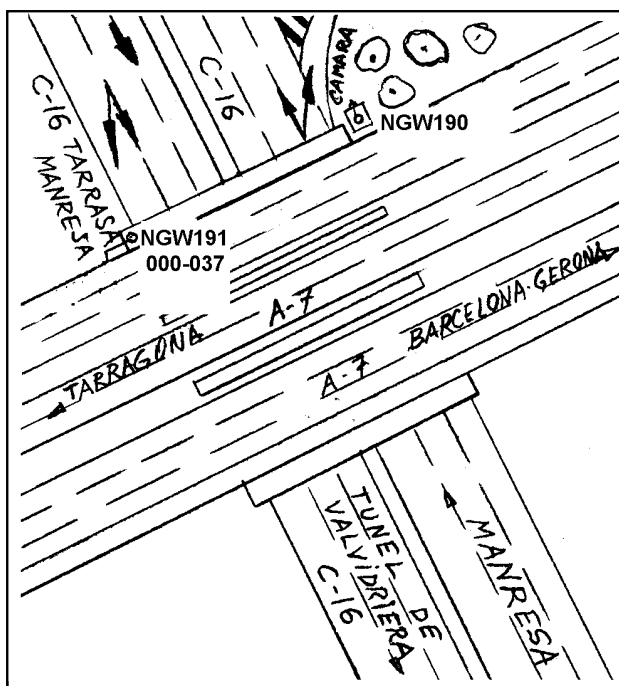 C-16 TARRASA
MANRESA
C-16
CAMARA
NGW190
NGW191
000-037
TARRAGONA
A-7
A-7
BARCELONA-GERONA
TUNEL DE
VALVIDRIERA
C-16
MANRESA